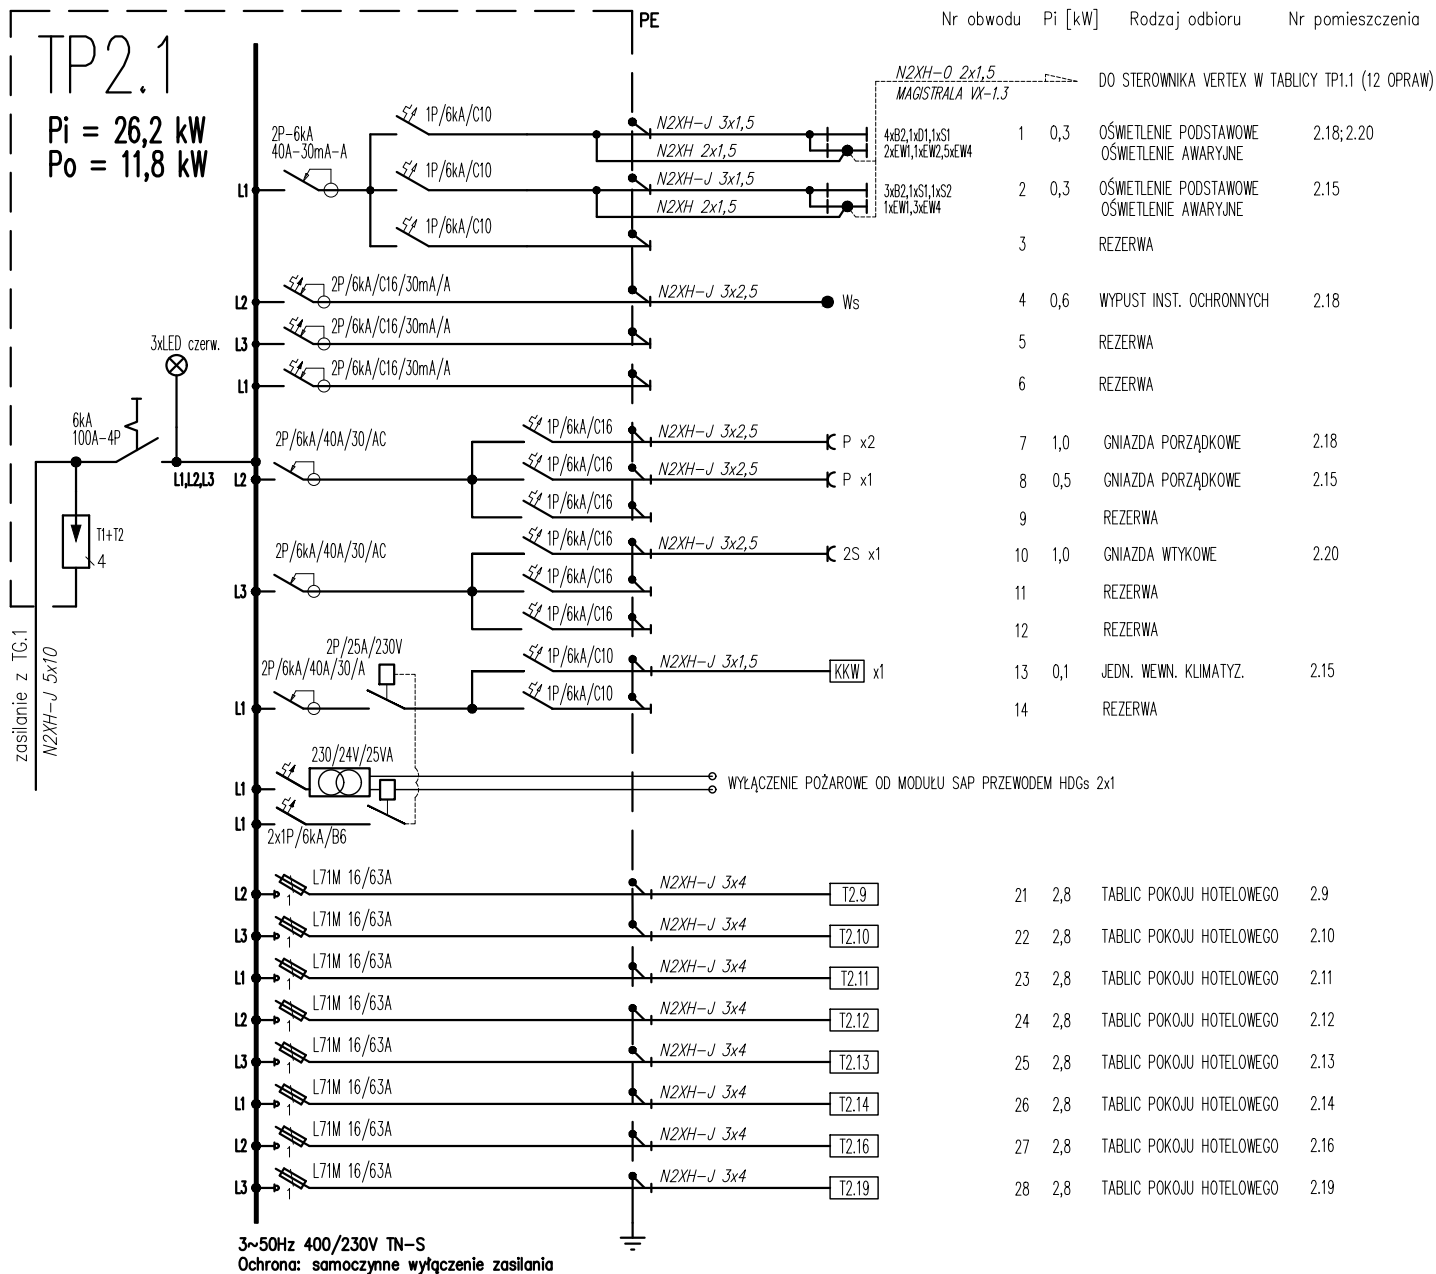 PE
Nr obwodu Pi [kW] Rodzaj odbioru Nr pomieszczenia
TP2.1
Pi = 26,2 kW
Po = 11,8 kW
N2XH-O 2x1,5
MAGISTRALA VX-1.3
DO STEROWNIKA VERTEX W TABLICY TP1.1 (12 OPRAW)
2P-6kA
40A-30mA-A
L1
1P/6kA/C10
N2XH-J 3x1,5
N2XH 2x1,5
4xB2,1xD1,1xS1
2xEW1,1xEW2,5xEW4
1 0,3 OŚWIETLENIE PODSTAWOWE 2.18;2.20
OŚWIETLENIE AWARYJNE
1P/6kA/C10
N2XH-J 3x1,5
N2XH 2x1,5
3xB2,1xS1,1xS2
1xEW1,3xEW4
2 0,3 OŚWIETLENIE PODSTAWOWE 2.15
OŚWIETLENIE AWARYJNE
1P/6kA/C10
3 REZERWA
L2 2P/6kA/C16/30mA/A N2XH-J 3x2,5 Ws 4 0,6 WYPUST INST. OCHRONNYCH 2.18
L3 2P/6kA/C16/30mA/A 5 REZERWA
L1 2P/6kA/C16/30mA/A 6 REZERWA
3xLED czerw.
6kA
100A-4P
L1,L2,L3
T1+T2
4
zasilanie z TG.1
N2XH-J 5x10
L2 2P/6kA/40A/30/AC
1P/6kA/C16 N2XH-J 3x2,5 P x2 7 1,0 GNIAZDA PORZĄDKOWE 2.18
1P/6kA/C16 N2XH-J 3x2,5 P x1 8 0,5 GNIAZDA PORZĄDKOWE 2.15
1P/6kA/C16 9 REZERWA
L3 2P/6kA/40A/30/AC
1P/6kA/C16 N2XH-J 3x2,5 2S x1 10 1,0 GNIAZDA WTYKOWE 2.20
1P/6kA/C16 11 REZERWA
1P/6kA/C16 12 REZERWA
2P/25A/230V
L1 2P/6kA/40A/30/A
1P/6kA/C10 N2XH-J 3x1,5 KKW x1 13 0,1 JEDN. WEWN. KLIMATYZ. 2.15
1P/6kA/C10 14 REZERWA
230/24V/25VA
L1
WYŁĄCZENIE POŻAROWE OD MODUŁU SAP PRZEWODEM HDGs 2x1
L1
2x1P/6kA/B6
L2 1 L71M 16/63A N2XH-J 3x4 T2.9 21 2,8 TABLIC POKOJU HOTELOWEGO 2.9
L3 1 L71M 16/63A N2XH-J 3x4 T2.10 22 2,8 TABLIC POKOJU HOTELOWEGO 2.10
L1 1 L71M 16/63A N2XH-J 3x4 T2.11 23 2,8 TABLIC POKOJU HOTELOWEGO 2.11
L2 1 L71M 16/63A N2XH-J 3x4 T2.12 24 2,8 TABLIC POKOJU HOTELOWEGO 2.12
L3 1 L71M 16/63A N2XH-J 3x4 T2.13 25 2,8 TABLIC POKOJU HOTELOWEGO 2.13
L1 1 L71M 16/63A N2XH-J 3x4 T2.14 26 2,8 TABLIC POKOJU HOTELOWEGO 2.14
L2 1 L71M 16/63A N2XH-J 3x4 T2.16 27 2,8 TABLIC POKOJU HOTELOWEGO 2.16
L3 1 L71M 16/63A N2XH-J 3x4 T2.19 28 2,8 TABLIC POKOJU HOTELOWEGO 2.19
3~50Hz 400/230V TN-S
Ochrona: samoczynne wyłączenie zasilania